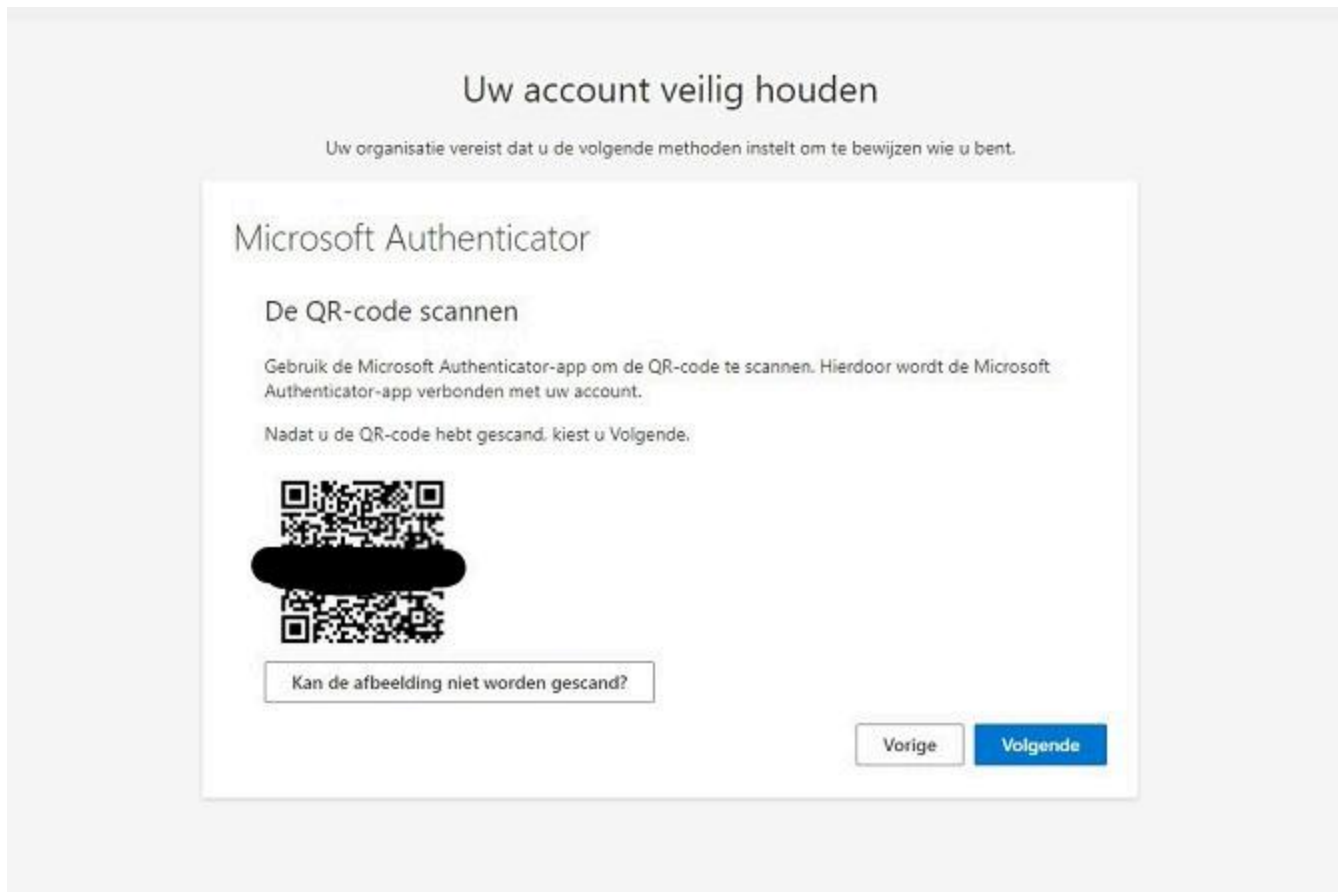 Uw account veilig houden
Uw organisatie vereist dat u de volgende methoden instelt om te bewijzen wie u bent.
Microsoft Authenticator
De QR-code scannen
Gebruik de Microsoft Authenticator-app om de QR-code te scannen. Hierdoor wordt de Microsoft
Authenticator-app verbonden met uw account.
Nadat u de QR-code hebt gescand, kiest u Volgende.
Kan de afbeelding niet worden gescand?
Vorige Volgende